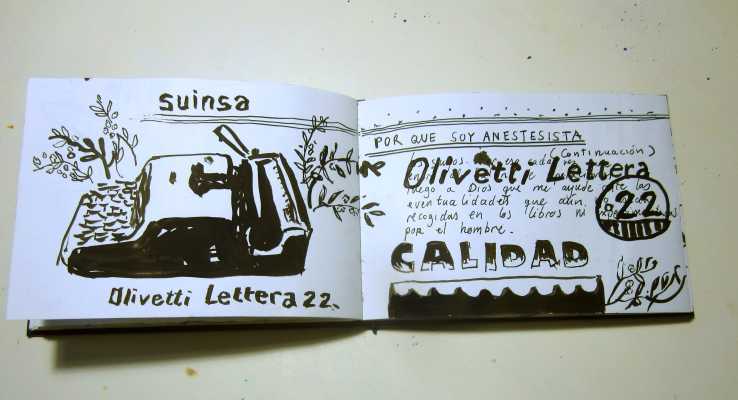 suinsa
Olivetti Lettera 22.
POR QUE SOY ANESTESISTA
(Continuación)
Olivetti Lettera
22
ruego a Dios que me ayude las
eventualidades que aún
recogidas en los libros ni
por el hombre.
CALIDAD